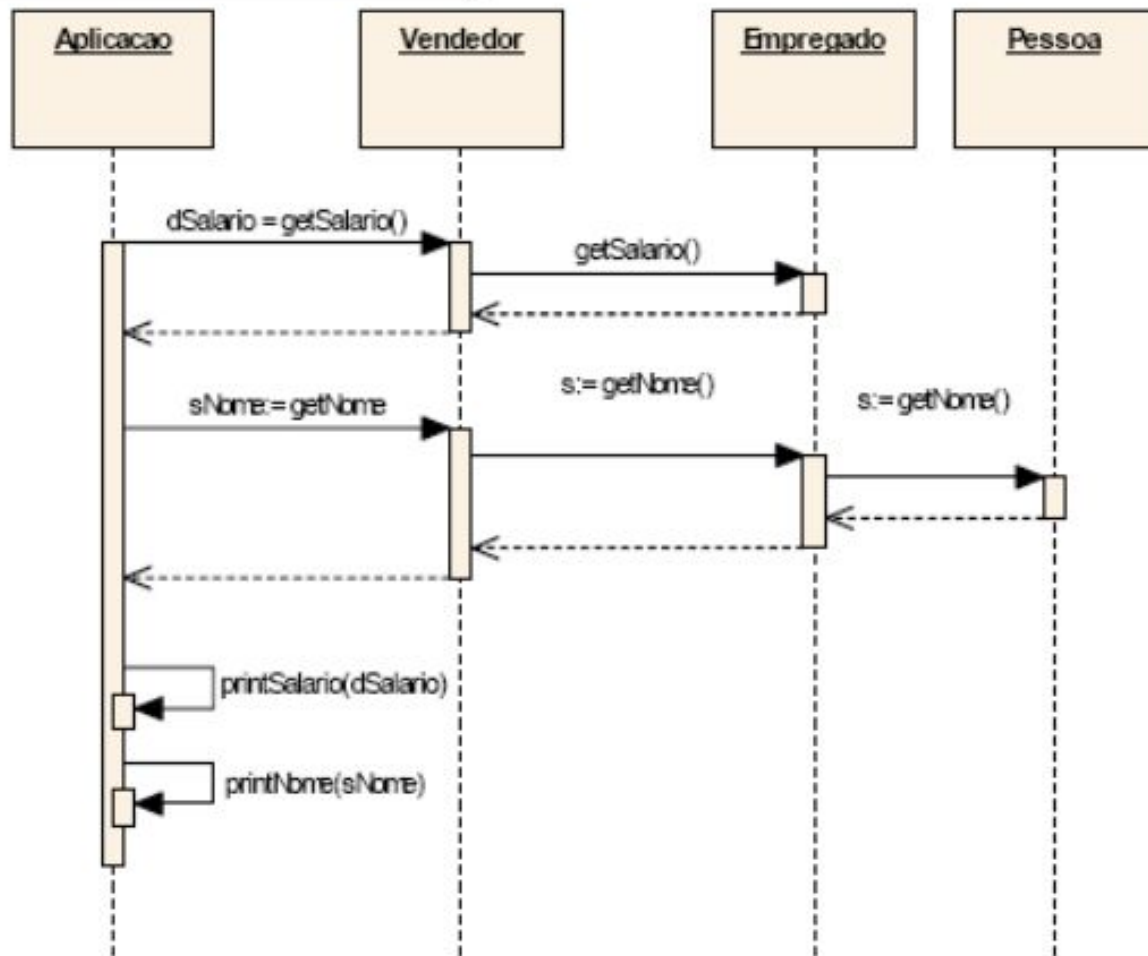 Aplicacao
Vendedor
Empregado
Pessoa
dSalario = getSalario()
getSalario()
sNome:= getNome
s:= getNome()
s:= getNome()
printSalario(dSalario)
printNome(sNome)